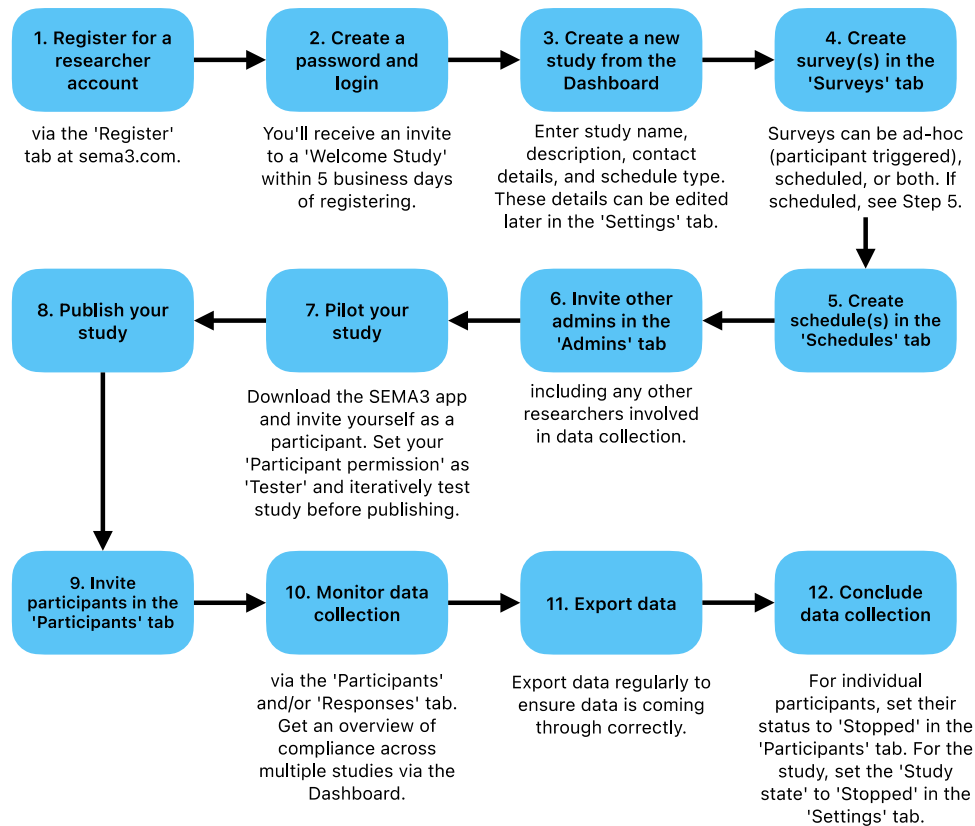 1. Register for a
researcher
account
via the 'Register'
tab at sema3.com.
2. Create a
password and
login
You'll receive an invite
to a 'Welcome Study'
within 5 business days
of registering.
3. Create a new
study from the
Dashboard
Enter study name,
description, contact
details, and schedule type.
These details can be edited
later in the 'Settings' tab.
4. Create
survey(s) in the
'Surveys' tab
Surveys can be ad-hoc
(participant triggered),
scheduled, or both. If
scheduled, see Step 5.
5. Create
schedule(s) in the
'Schedules' tab
6. Invite other
admins in the
'Admins' tab
including any other
researchers involved
in data collection.
7. Pilot your
study
Download the SEMA3 app
and invite yourself as a
participant. Set your
'Participant permission' as
'Tester' and iteratively test
study before publishing.
8. Publish your
study
9. Invite
participants in the
'Participants' tab
10. Monitor data
collection
via the 'Participants'
and/or 'Responses' tab.
Get an overview of
compliance across
multiple studies via the
Dashboard.
11. Export data
Export data regularly to
ensure data is coming
through correctly.
12. Conclude
data collection
For individual
participants, set their
status to 'Stopped' in the
'Participants' tab. For the
study, set the 'Study
state' to 'Stopped' in the
'Settings' tab.